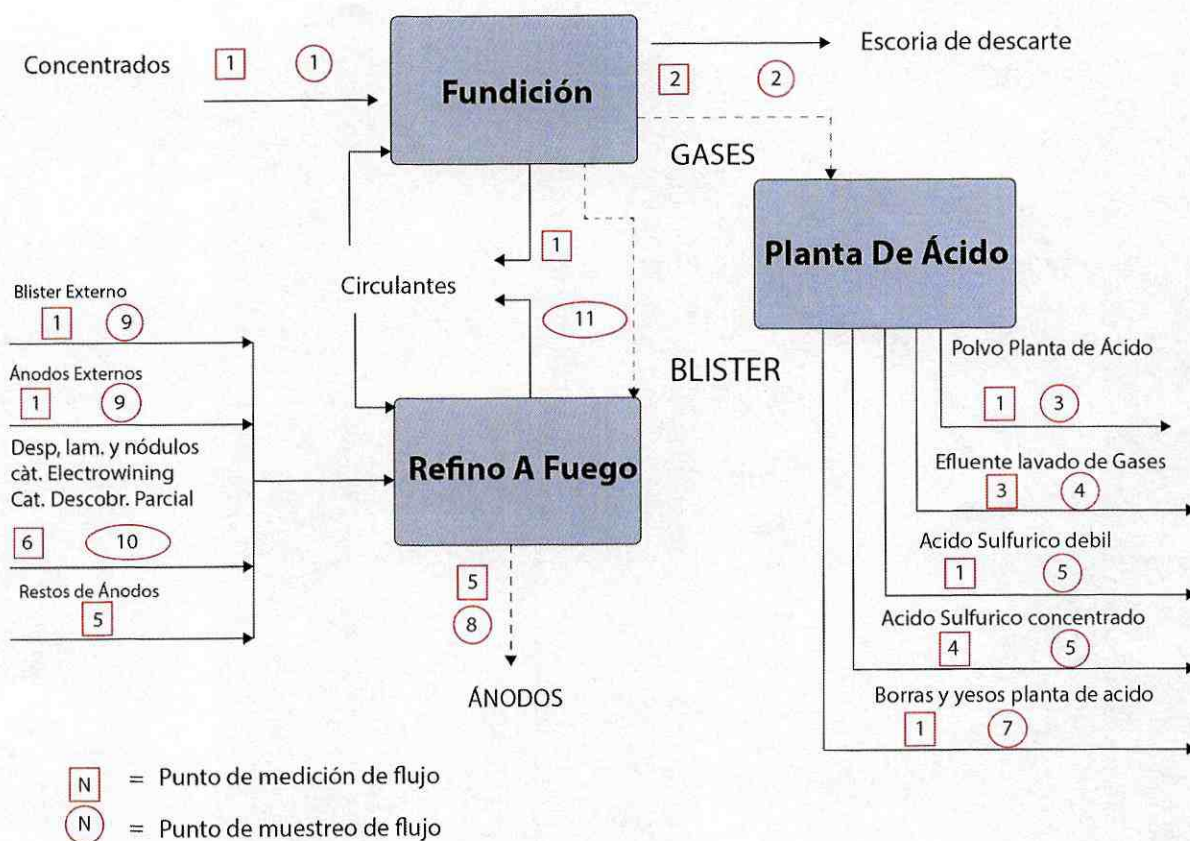 Concentrados
1
1
Fundición
2
2
Escoria de descarte
GASES
Planta De Ácido
1
Circulantes
11
BLISTER
Blister Externo
1
9
Ánodos Externos
1
9
Desp, lam. y nódulos
càt. Electrowining
Cat. Descobr. Parcial
6
10
Restos de Ánodos
5
Refino A Fuego
5
8
ÁNODOS
Polvo Planta de Ácido
1
3
Efluente lavado de Gases
3
4
Acido Sulfurico debil
1
5
Acido Sulfurico concentrado
4
5
Borras y yesos planta de acido
1
7
N = Punto de medición de flujo
N = Punto de muestreo de flujo